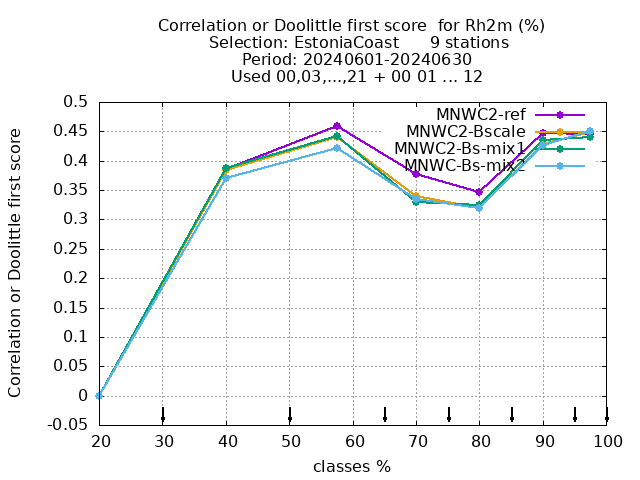 Correlation or Doolittle first score  for Rh2m (%)
Selection: EstoniaCoast      9 stations
Period: 20240601-20240630
Used 00,03,...,21 + 00 01 ... 12
Correlation or Doolittle first score
0.5
0.45
0.4
0.35
0.3
0.25
0.2
0.15
0.1
0.05
0
-0.05
MNWC2-ref
MNWC2-Bscale
MNWC2-Bs-mix1
MNWC-Bs-mix2
20 30 40 50 60 70 80 90 100
classes %